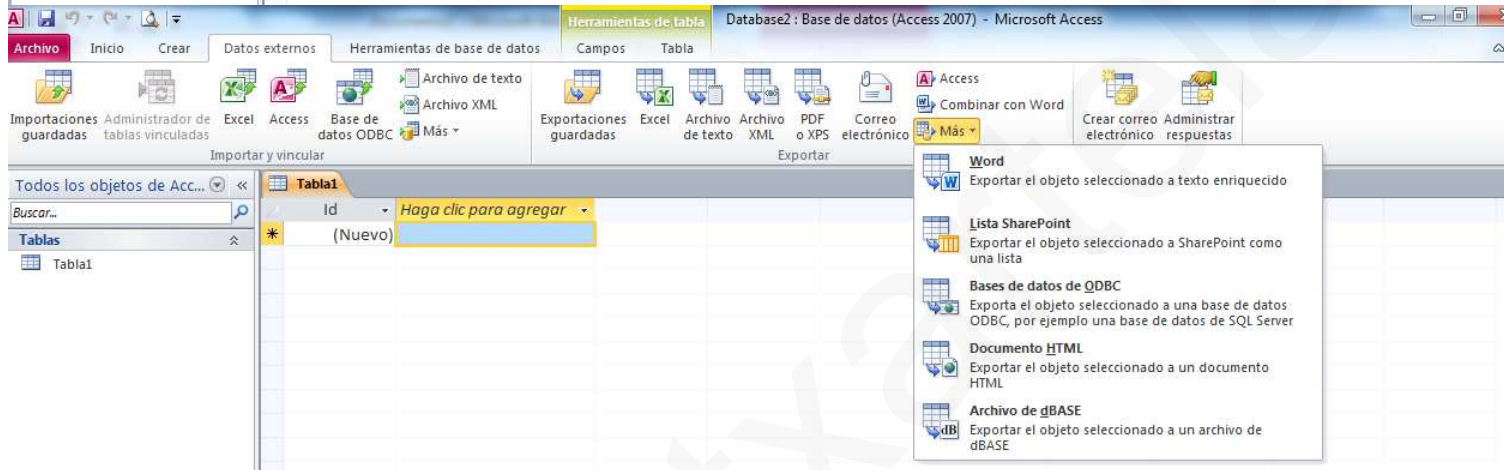 Herramientas de tabla
Database2 : Base de datos (Access 2007) - Microsoft Access
Archivo
Inicio
Crear
Datos externos
Herramientas de base de datos
Campos
Tabla
Importaciones
guardadas
Administrador de
tablas vinculadas
Excel
Access
Base de
datos ODBC
Archivo de texto
Archivo XML
Más
Importar y vincular
Exportaciones
guardadas
Excel
Archivo
de texto
Archivo
XML
PDF
o XPS
Correo
electrónico
Access
Combinar con Word
Más
Exportar
Crear correo
electrónico
Administrar
respuestas
Word
Exportar el objeto seleccionado a texto enriquecido
Lista SharePoint
Exportar el objeto seleccionado a SharePoint como
una lista
Bases de datos de ODBC
Exporta el objeto seleccionado a una base de datos
ODBC, por ejemplo una base de datos de SQL Server
Documento HTML
Exportar el objeto seleccionado a un documento
HTML
Archivo de dBASE
Exportar el objeto seleccionado a un archivo de
dBASE
Todos los objetos de Acc...
Buscar...
Tablas
Tabla1
Tabla1
Id
Haga clic para agregar
(Nuevo)